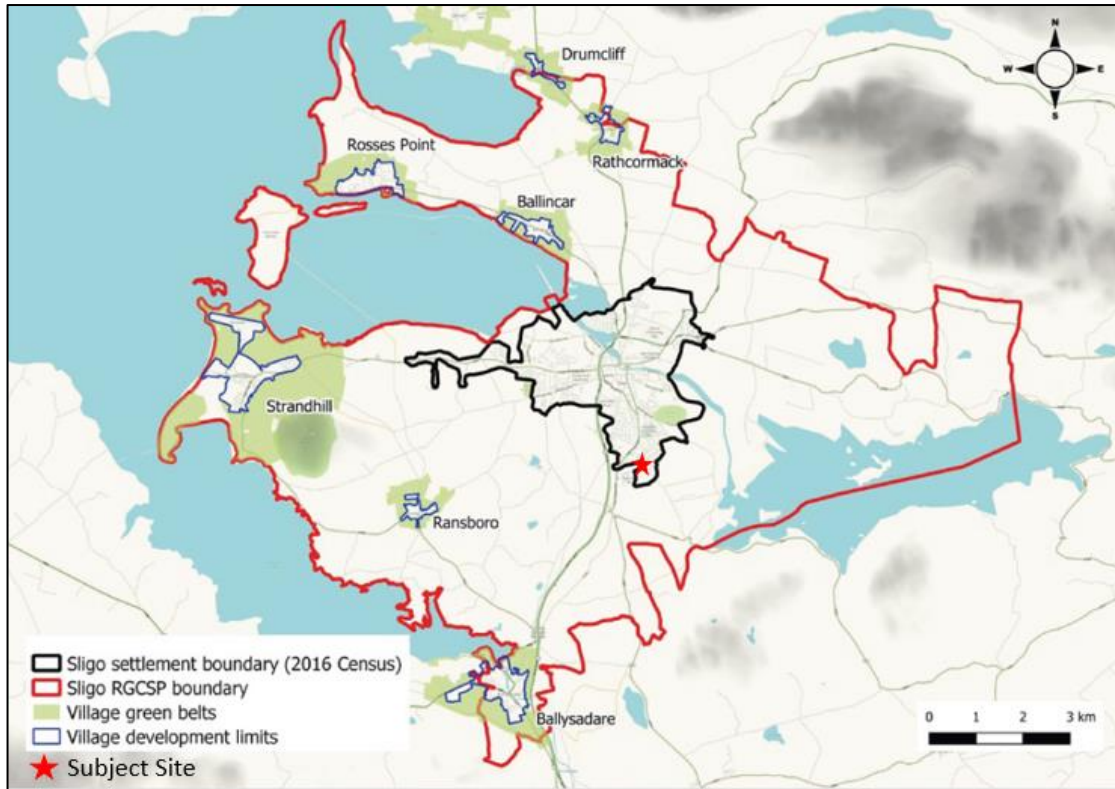 Drumcliff
N
W E
S
Rosses Point
Rathcormack
Ballincar
Strandhill
Ransboro
Ballysadare
Sligo settlement boundary (2016 Census)
Sligo RGCSP boundary
Village green belts
Village development limits
Subject Site
0 1 2 3 km